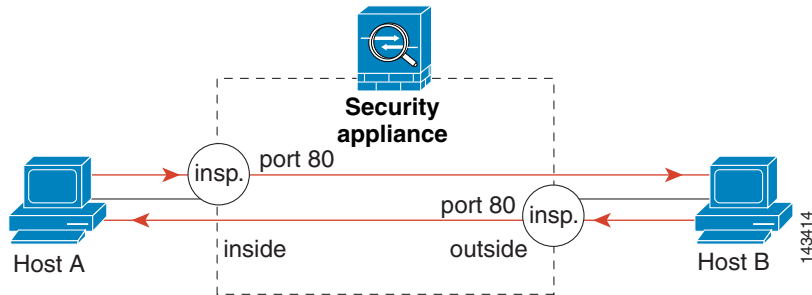 Security
appliance
insp.
port 80
port 80
insp.
inside
outside
Host A
Host B
143414